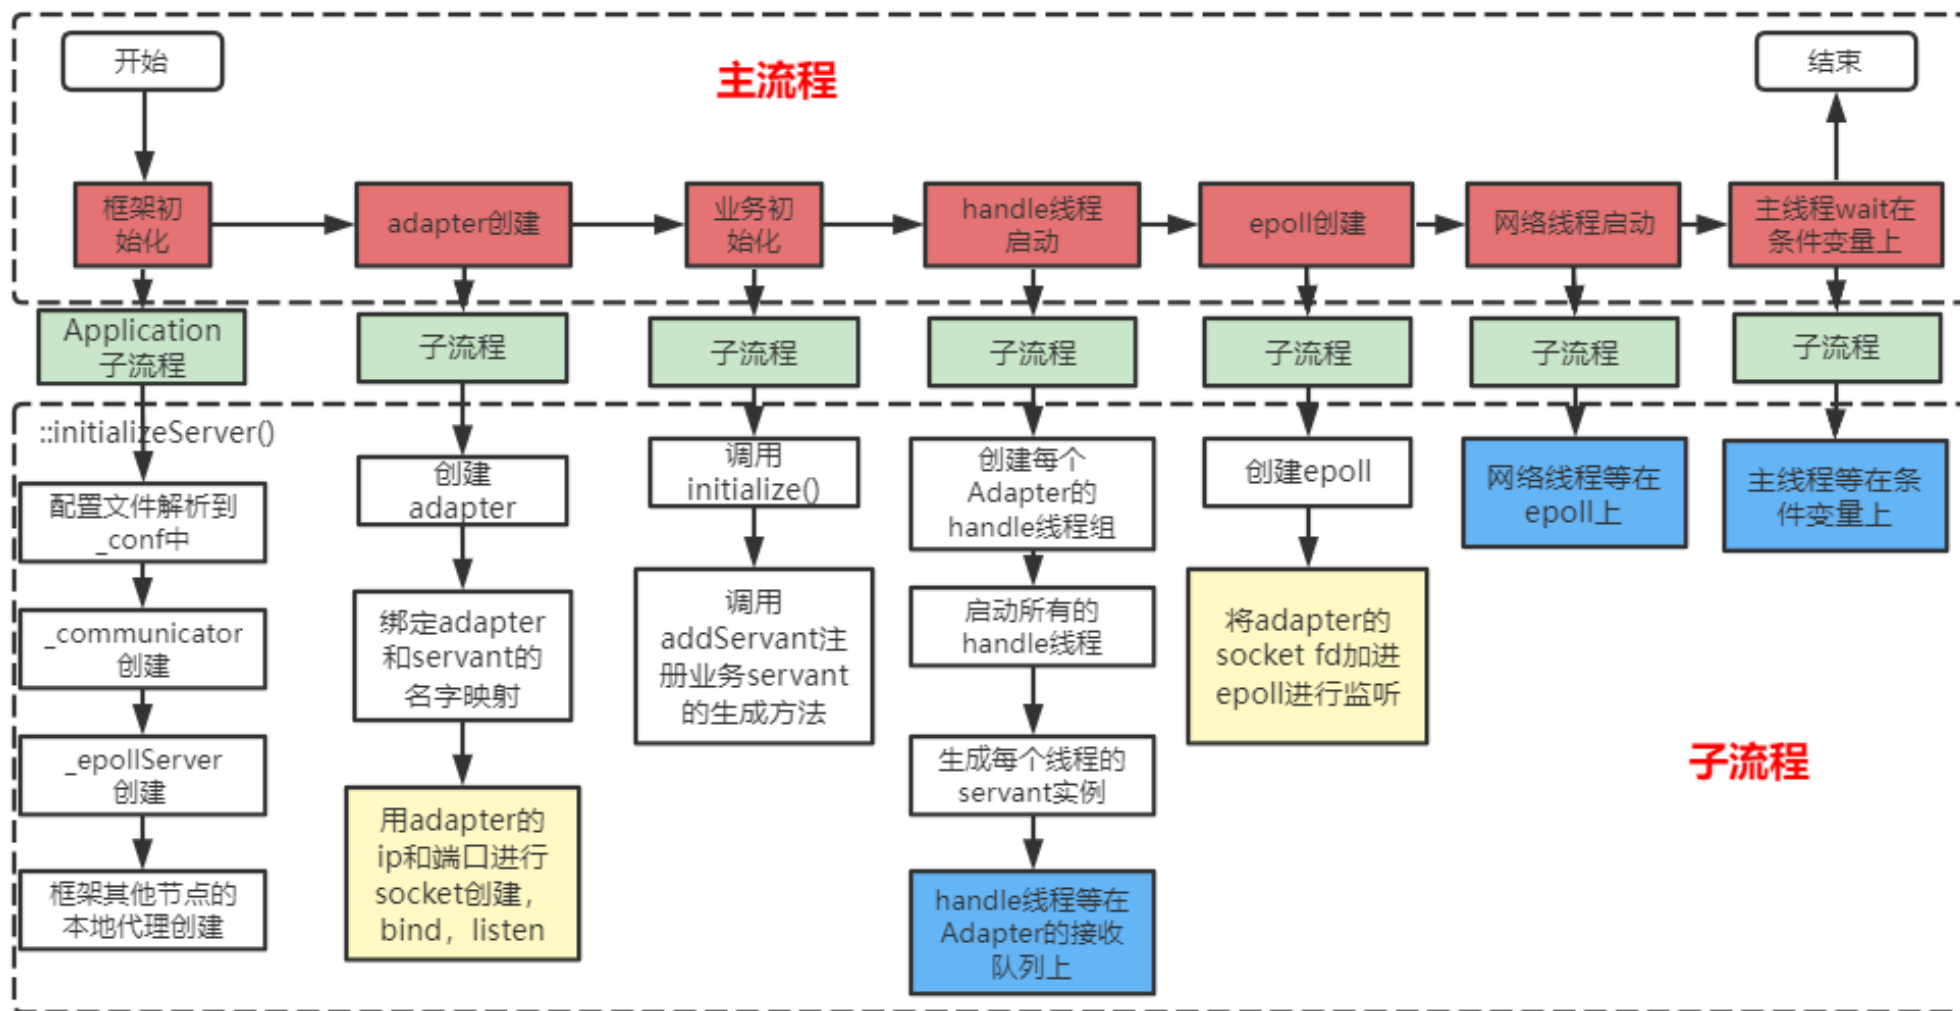 开始
主流程
结束
框架初
始化
adapter创建
业务初
始化
handle线程
启动
epoll创建
网络线程启动
主线程wait在
条件变量上
Application
子流程
子流程
子流程
子流程
子流程
子流程
子流程
::initializeServer()
配置文件解析到
_conf中
_communicator
创建
_epollServer
创建
框架其他节点的
本地代理创建
创建
adapter
绑定adapter
和servant的
名字映射
用adapter的
ip和端口进行
socket创建，
bind，listen
调用
initialize()
调用
addServant注
册业务servant
的生成方法
创建每个
Adapter的
handle线程组
启动所有的
handle线程
生成每个线程的
servant实例
handle线程等在
Adapter的接收
队列上
创建epoll
将adapter的
socket fd加进
epoll进行监听
网络线程等在
epoll上
主线程等在条
件变量上
子流程